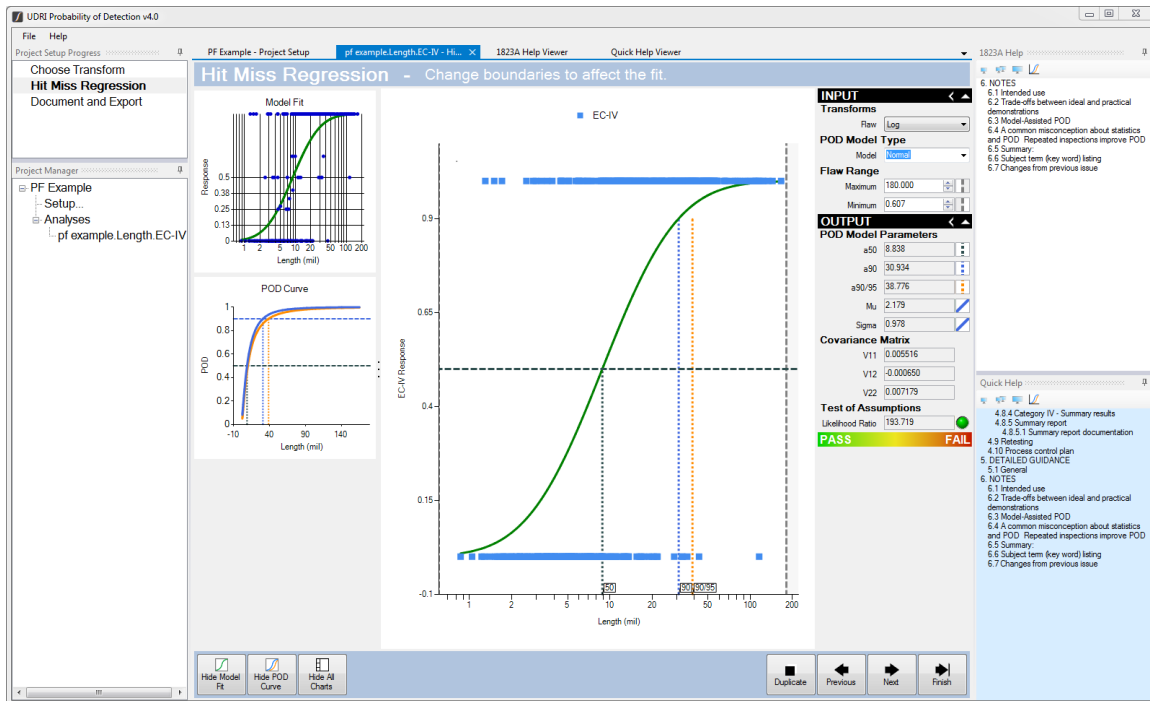 UDRI Probability of Detection v4.0
File Help
Project Setup Progress
Choose Transform
Hit Miss Regression
Document and Export
Project Manager
PF Example
Setup...
Analyses
pf example.Length.EC-IV
PF Example - Project Setup
pf example.Length.EC-IV - Hi...
1823A Help Viewer
Quick Help Viewer
Hit Miss Regression - Change boundaries to affect the fit.
Model Fit
Response
0.5
0.38
0.25
0.13
0
1 2 5 10 20 50 100 200
Length (mil)
POD Curve
POD
1
0.8
0.6
0.4
0.2
0
-10 40 90 140
Length (mil)
EC-IV
EC-IV Response
0.9
0.65
0.4
0.15
-0.1
50 90 90/95
1 2 5 10 20 50 100 200
Length (mil)
INPUT
Transforms
Flaw Log
POD Model Type
Model Normal
Flaw Range
Maximum 180.000
Minimum 0.607
OUTPUT
POD Model Parameters
a50 8.838
a90 30.934
a90/95 38.776
Mu 2.179
Sigma 0.978
Covariance Matrix
V11 0.005516
V12 -0.000650
V22 0.007179
Test of Assumptions
Likelihood Ratio 193.719
PASS FAIL
Hide Model Fit
Hide POD Curve
Hide All Charts
Duplicate
Previous
Next
Finish
1823A Help
6. NOTES
6.1 Intended use
6.2 Trade-offs between ideal and practical
demonstrations
6.3 Model-Assisted POD
6.4 A common misconception about statistics
and POD Repeated inspections improve POD
6.5 Summary:
6.6 Subject term (key word) listing
6.7 Changes from previous issue
Quick Help
4.8.4 Category IV - Summary results
4.8.5 Summary report
4.8.5.1 Summary report documentation
4.9 Retesting
4.10 Process control plan
5. DETAILED GUIDANCE
5.1 General
6. NOTES
6.1 Intended use
6.2 Trade-offs between ideal and practical
demonstrations
6.3 Model-Assisted POD
6.4 A common misconception about statistics
and POD Repeated inspections improve POD
6.5 Summary:
6.6 Subject term (key word) listing
6.7 Changes from previous issue